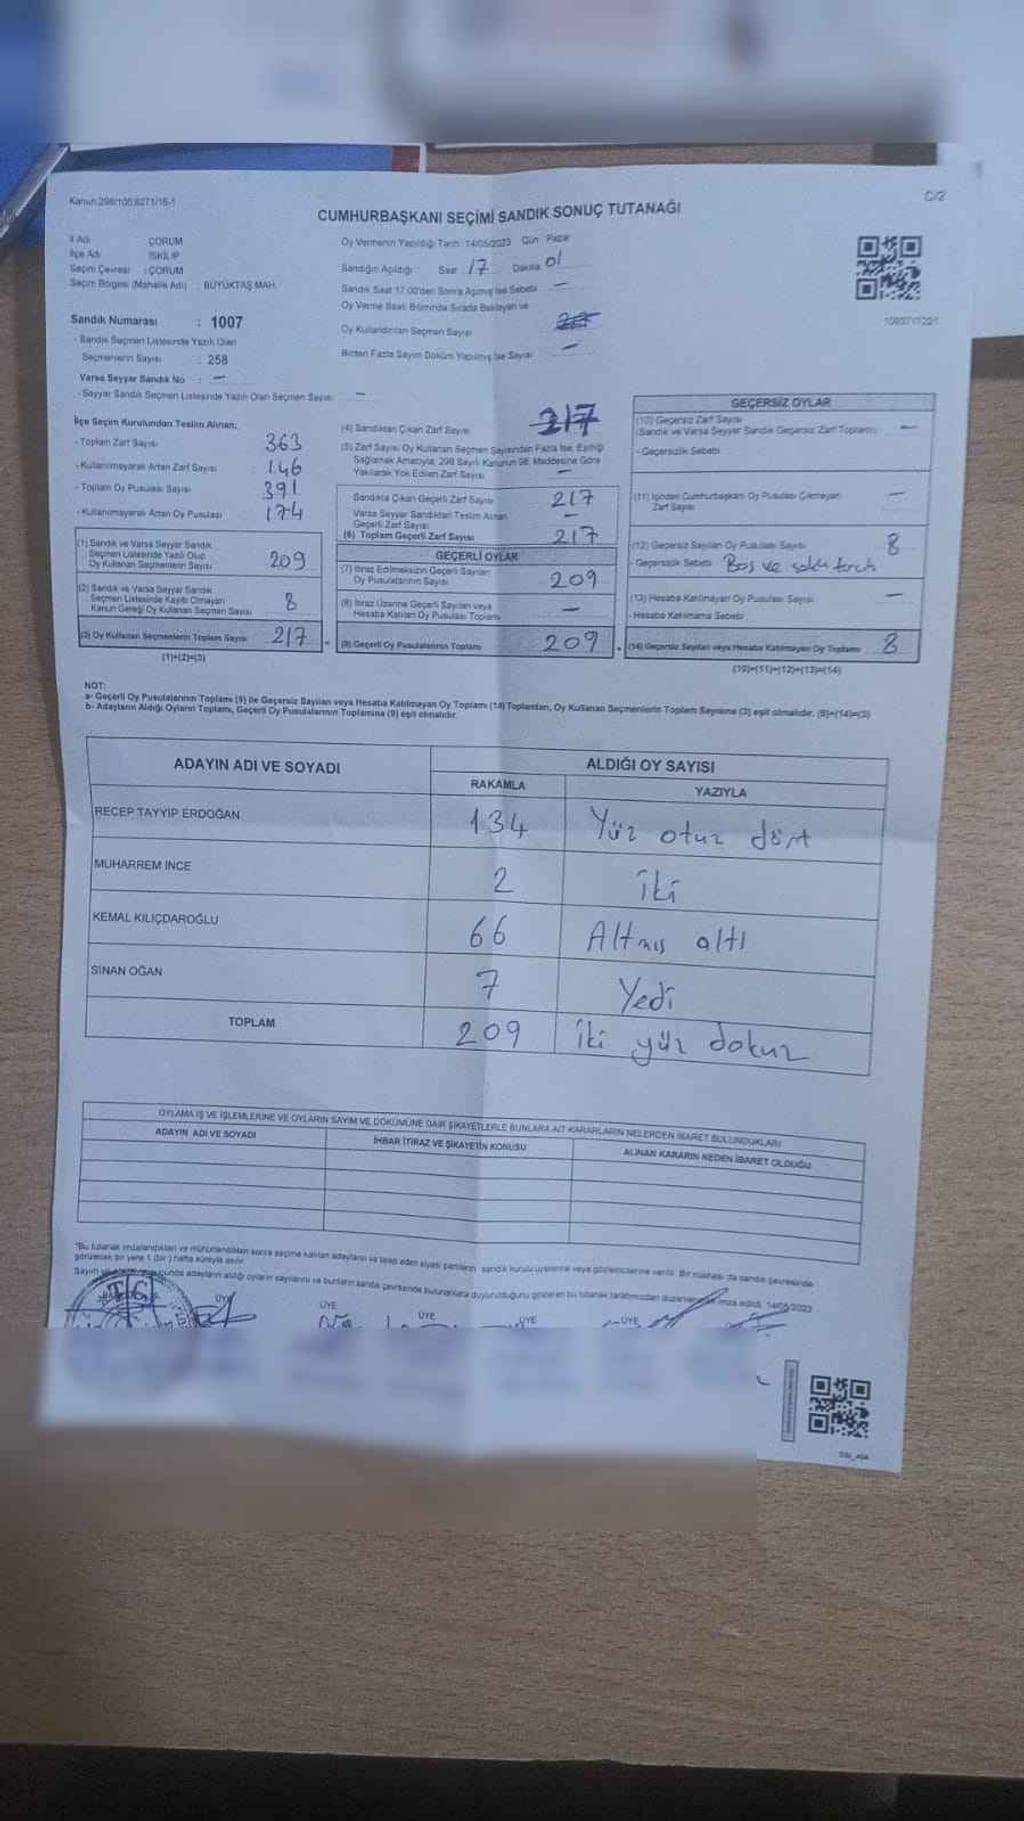 Kanun:298/105,6271/16-1
C/2
CUMHURBAŞKANI SEÇİMİ SANDIK SONUÇ TUTANAĞI
İl Adı ÇORUM
İlçe Adı İSKİLİP
Seçim Çevresi : ÇORUM
Seçim Bölgesi (Mahalle Adı) BÜYÜKTAŞ MAH.
Sandık Numarası : 1007
- Sandık Seçmen Listesinde Yazılı Olan
Seçmenlerin Sayısı : 258
Varsa Seyyar Sandık No : —
- Seyyar Sandık Seçmen Listesinde Yazılı Olan Seçmen Sayısı —
Oy Vermenin Yapıldığı Tarih: 14/05/2023 Gün: Pazar
Sandığın Açıldığı Saat 17 Dakika 01
Sandık Saat 17:00'den Sonra Açılmış İse Sebebi —
Oy Verme Saati Bitiminde Sırada Bekleyen ve
Oy Kullandırılan Seçmen Sayısı
Birden Fazla Sayım Döküm Yapılmış İse Sayısı —
İlçe Seçim Kurulundan Teslim Alınan;
- Toplam Zarf Sayısı 363
- Kullanılmayarak Artan Zarf Sayısı 146
- Toplam Oy Pusulası Sayısı 391
- Kullanılmayarak Artan Oy Pusulası 174
(1) Sandık ve Varsa Seyyar Sandık
Seçmen Listesinde Yazılı Olup
Oy Kullanan Seçmenlerin Sayısı 209
(2) Sandık ve Varsa Seyyar Sandık
Seçmen Listesinde Kayıtlı Olmayan
Kanun Gereği Oy Kullanan Seçmen Sayısı 8
(3) Oy Kullanan Seçmenlerin Toplam Sayısı 217
(1)+(2)=(3)
(4) Sandıktan Çıkan Zarf Sayısı 217
(5) Zarf Sayısı Oy Kullanan Seçmen Sayısından Fazla İse, Eşitliği
Sağlamak Amacıyla, 298 Sayılı Kanunun 98. Maddesine Göre
Yakılarak Yok Edilen Zarf Sayısı —
Sandıkta Çıkan Geçerli Zarf Sayısı 217
Varsa Seyyar Sandıktan Teslim Alınan
Geçerli Zarf Sayısı —
(6) Toplam Geçerli Zarf Sayısı 217
GEÇERLİ OYLAR
(7) İtiraz Edilmeksizin Geçerli Sayılan
Oy Pusulalarının Sayısı 209
(8) İtiraz Üzerine Geçerli Sayılan veya
Hesaba Katılan Oy Pusulası Toplamı —
(9) Geçerli Oy Pusulalarının Toplamı 209
GEÇERSİZ OYLAR
(10) Geçersiz Zarf Sayısı
(Sandık ve Varsa Seyyar Sandık Geçersiz Zarf Toplamı) —
- Geçersizlik Sebebi
(11) İçinden Cumhurbaşkanı Oy Pusulası Çıkmayan
Zarf Sayısı —
(12) Geçersiz Sayılan Oy Pusulası Sayısı 8
- Geçersizlik Sebebi Boş ve
(13) Hesaba Katılmayan Oy Pusulası Sayısı —
- Hesaba Katılmama Sebebi
(14) Geçersiz Sayılan veya Hesaba Katılmayan Oy Toplamı 8
(10)+(11)+(12)+(13)=(14)
NOT:
a- Geçerli Oy Pusulalarının Toplamı (9) ile Geçersiz Sayılan veya Hesaba Katılmayan Oy Toplamı (14) Toplamları, Oy Kullanan Seçmenlerin Toplam Sayısına (3) eşit olmalıdır. (9)+(14)=(3)
b- Adayların Aldığı Oyların Toplamı, Geçerli Oy Pusulalarının Toplamına (9) eşit olmalıdır.
ADAYIN ADI VE SOYADI ALDIĞI OY SAYISI
RAKAMLA YAZIYLA
RECEP TAYYİP ERDOĞAN 134 Yüz otuz dört
MUHARREM İNCE 2 iki
KEMAL KILIÇDAROĞLU 66 Altmış altı
SİNAN OĞAN 7 Yedi
TOPLAM 209 iki yüz dokuz
OYLAMA İŞ VE İŞLEMLERİNE VE OYLARIN SAYIM VE DÖKÜMÜNE DAİR ŞİKAYETLERLE BUNLARA AİT KARARLARIN NELERDEN İBARET BULUNDUKLARI
ADAYIN ADI VE SOYADI İHBAR İTİRAZ VE ŞİKAYETİN KONUSU ALINAN KARARIN NEDEN İBARET OLDUĞU
görülecek bir yere 1 (bir) hafta süreyle asılır.
T.C.
ÜYE ÜYE ÜYE ÜYE ÜYE